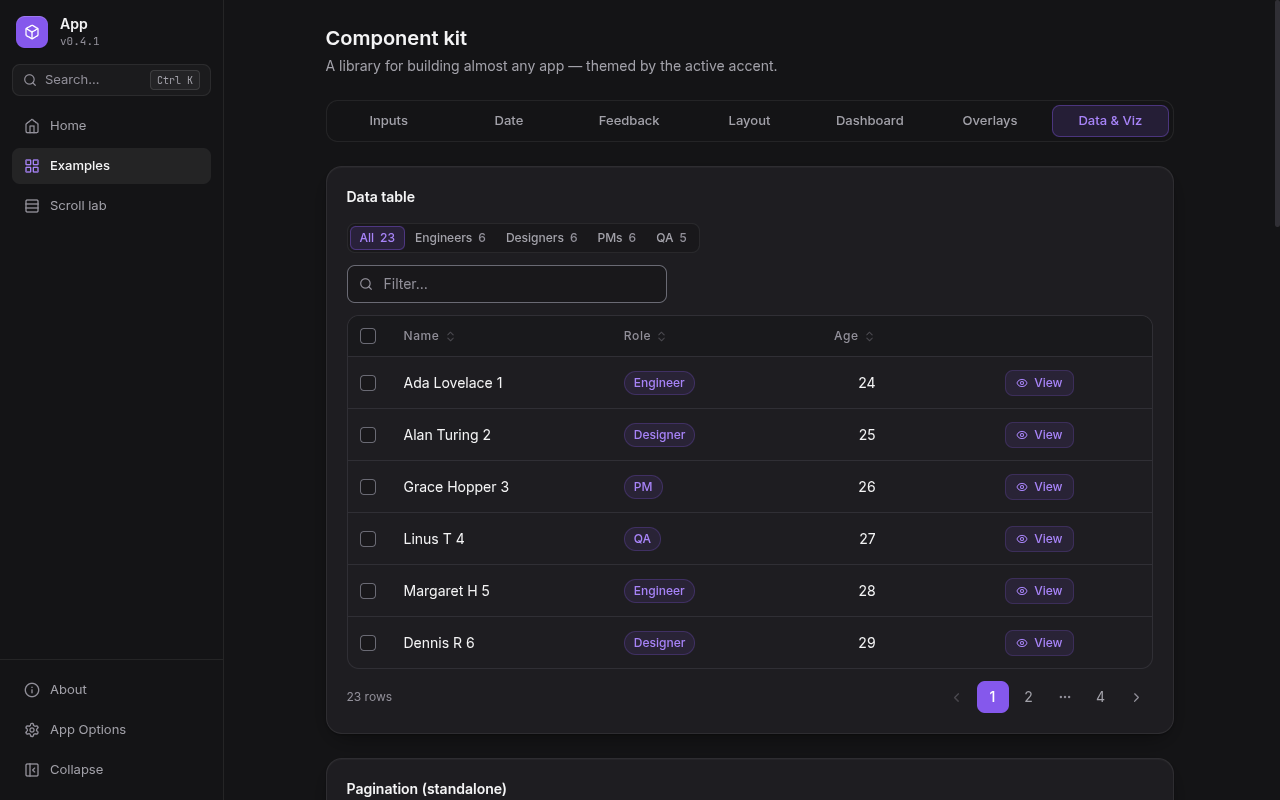 App
v0.4.1
Search...
Ctrl K
Home
Examples
Scroll lab
About
App Options
Collapse
Component kit
A library for building almost any app — themed by the active accent.
Inputs Date Feedback Layout Dashboard Overlays Data & Viz
Data table
All 23 Engineers 6 Designers 6 PMs 6 QA 5
Filter...
Name Role Age
Ada Lovelace 1 Engineer 24 View
Alan Turing 2 Designer 25 View
Grace Hopper 3 PM 26 View
Linus T 4 QA 27 View
Margaret H 5 Engineer 28 View
Dennis R 6 Designer 29 View
23 rows
1 2 ··· 4
Pagination (standalone)